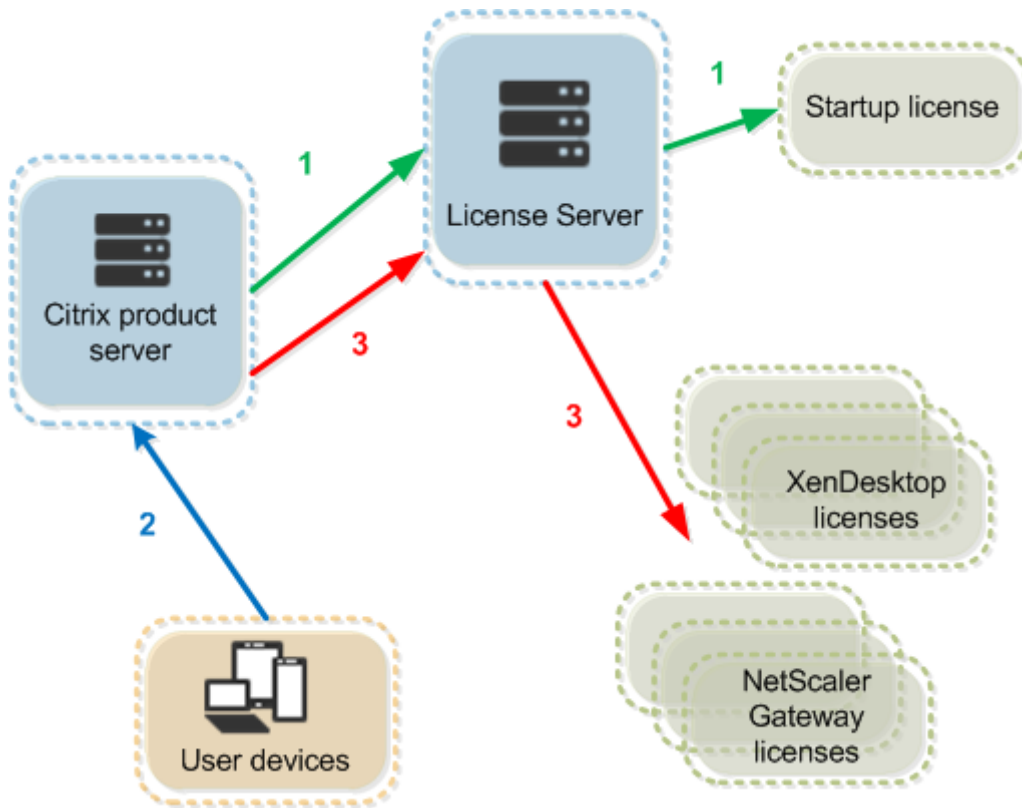 1
Startup license
License Server
1
Citrix product
server
3
3
XenDesktop
licenses
2
NetScaler
Gateway
licenses
User devices